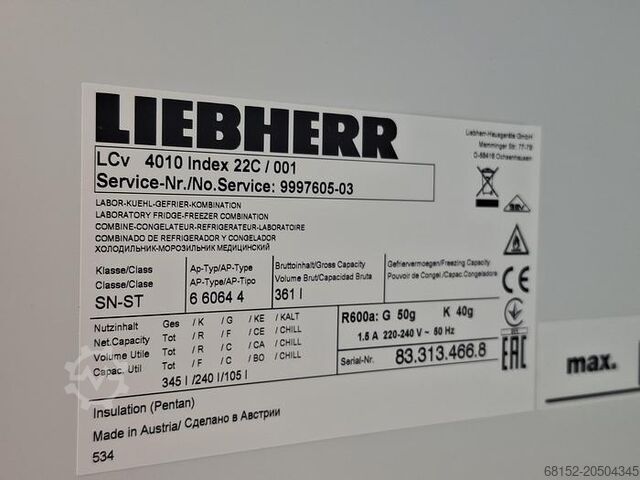 LIEBHERR
LCv 4010 Index 22C / 001
Service-Nr./No.Service: 9997605-03
Liebherr-Hausgeräte GmbH
Memminger Str. 77-79
D-88416 Ochsenhausen
LABOR-KUEHL-GEFRIER-KOMBINATION
LABORATORY FRIDGE-FREEZER COMBINATION
COMBINE-CONGELATEUR-REFRIGERATEUR-LABORATOIRE
COMBINADO DE REFRIGERADOR Y CONGELADOR
ХОЛОДИЛЬНИК-МОРОЗИЛЬНИК МЕДИЦИНСКИЙ
Klasse/Class
Classe/Clase
SN-ST
Ap-Typ/AP-Type
AP-Type/AP-Tipo
6 6064 4
Bruttoinhalt/Gross Capacity
Volume Brut/Capacidad Bruta
361 l
Gefriervermoegen/Freezing Capacity
Pouvoir de Congel./Capac.Congeladora
Nutzinhalt Ges / K / G / KE / KALT
Net.Capacity Tot / R / F / CE / CHILL
Volume Utile Tot / R / F / CA / CHILL
Capac. Util Tot / F / C / BO / CHILL
345 l /240 l /105 l
R600a: G 50g K 40g
1.5 A 220-240 V ~ 50 Hz
Serial-Nr. 83.313.466.8
CE
EAC
max.
Insulation (Pentan)
Made in Austria/ Сделано в Австрии
534
68152-20504345